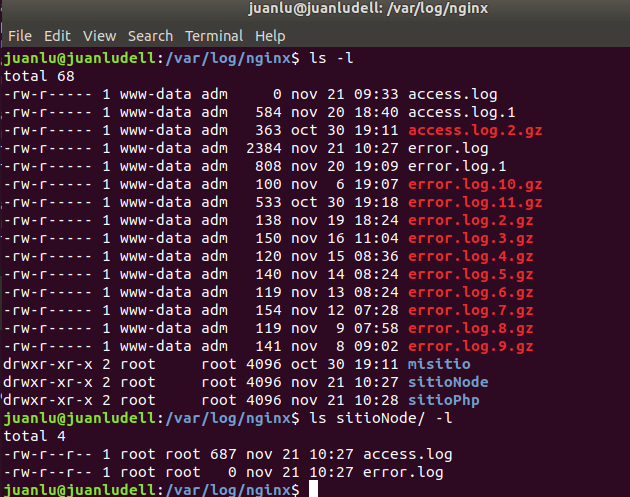 juanlu@juanludell: /var/log/nginx
File Edit View Search Terminal Help
juanlu@juanludell:/var/log/nginx$ ls -l
total 68
-rw-r----- 1 www-data adm     0 nov 21 09:33 access.log
-rw-r----- 1 www-data adm   584 nov 20 18:40 access.log.1
-rw-r----- 1 www-data adm   363 oct 30 19:11 access.log.2.gz
-rw-r----- 1 www-data adm  2384 nov 21 10:27 error.log
-rw-r----- 1 www-data adm   808 nov 20 19:09 error.log.1
-rw-r----- 1 www-data adm   100 nov  6 19:07 error.log.10.gz
-rw-r----- 1 www-data adm   533 oct 30 19:18 error.log.11.gz
-rw-r----- 1 www-data adm   138 nov 19 18:24 error.log.2.gz
-rw-r----- 1 www-data adm   150 nov 16 11:04 error.log.3.gz
-rw-r----- 1 www-data adm   120 nov 15 08:36 error.log.4.gz
-rw-r----- 1 www-data adm   140 nov 14 08:24 error.log.5.gz
-rw-r----- 1 www-data adm   119 nov 13 08:24 error.log.6.gz
-rw-r----- 1 www-data adm   154 nov 12 07:28 error.log.7.gz
-rw-r----- 1 www-data adm   119 nov  9 07:58 error.log.8.gz
-rw-r----- 1 www-data adm   141 nov  8 09:02 error.log.9.gz
drwxr-xr-x 2 root     root 4096 oct 30 19:11 misitio
drwxr-xr-x 2 root     root 4096 nov 21 10:27 sitioNode
drwxr-xr-x 2 root     root 4096 nov 21 10:28 sitioPhp
juanlu@juanludell:/var/log/nginx$ ls sitioNode/ -l
total 4
-rw-r--r-- 1 root root 687 nov 21 10:27 access.log
-rw-r--r-- 1 root root   0 nov 21 10:27 error.log
juanlu@juanludell:/var/log/nginx$